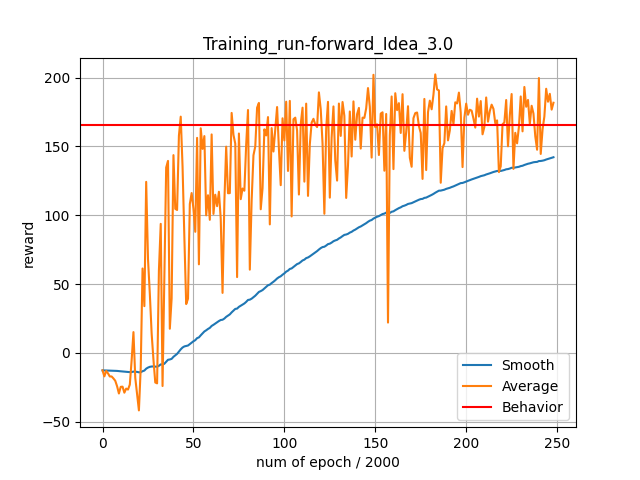 Training_run-forward_Idea_3.0
reward
200
150
100
50
0
−50
0 50 100 150 200 250
num of epoch / 2000
Smooth
Average
Behavior